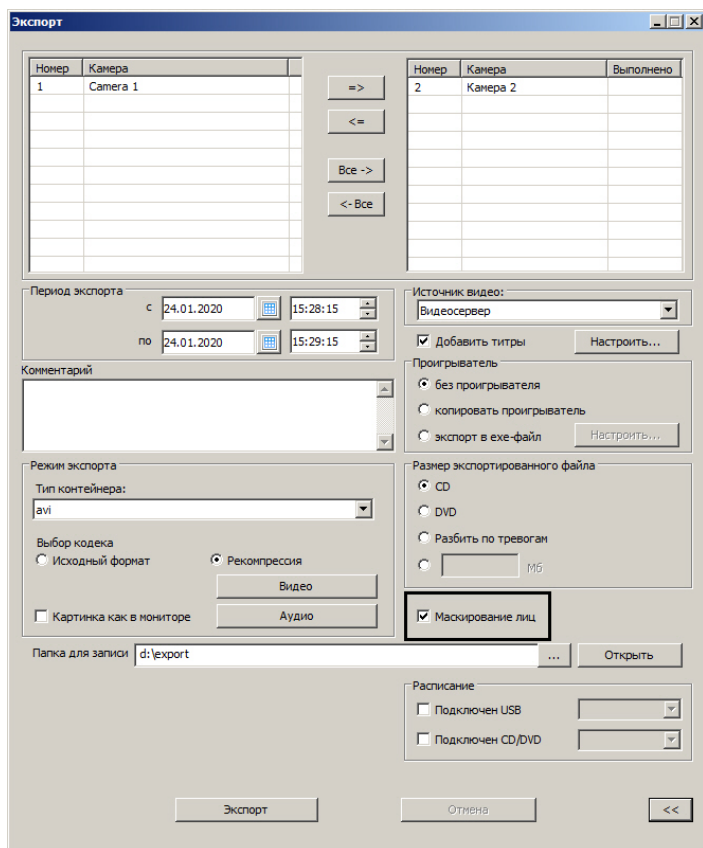 Экспорт
Номер Камера
1 Camera 1
=>
<=
Все ->
<- Все
Номер Камера Выполнено
2 Камера 2
Период экспорта
с 24.01.2020 15:28:15
по 24.01.2020 15:29:15
Источник видео:
Видеосервер
Добавить титры Настроить...
Комментарий
Проигрыватель
без проигрывателя
копировать проигрыватель
экспорт в exe-файл Настроить...
Режим экспорта
Тип контейнера:
avi
Выбор кодека
Исходный формат Рекомпрессия
Видео
Картинка как в мониторе Аудио
Размер экспортированного файла
CD
DVD
Разбить по тревогам
Мб
Маскирование лиц
Папка для записи d:\export ... Открыть
Расписание
Подключен USB
Подключен CD/DVD
Экспорт Отмена <<